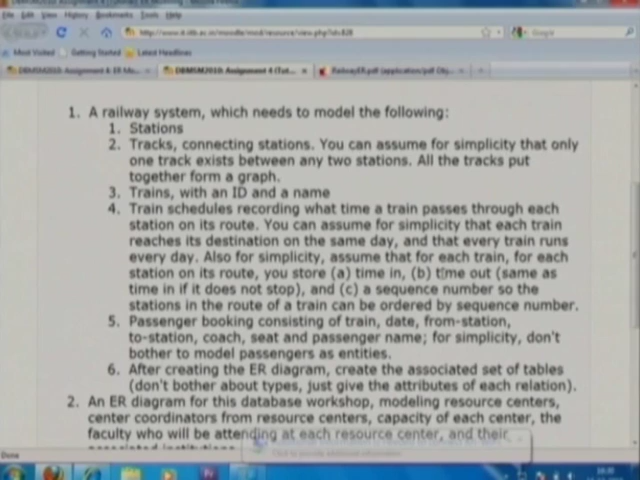 File Edit View History Bookmarks Tools Help
Most Visited Getting Started Latest Headlines
1. A railway system, which needs to model the following:
1. Stations
2. Tracks, connecting stations. You can assume for simplicity that only
one track exists between any two stations. All the tracks put
together form a graph.
3. Trains, with an ID and a name
4. Train schedules recording what time a train passes through each
station on its route. You can assume for simplicity that each train
reaches its destination on the same day, and that every train runs
every day. Also for simplicity, assume that for each train, for each
station on its route, you store (a) time in, (b) time out (same as
time in if it does not stop), and (c) a sequence number so the
stations in the route of a train can be ordered by sequence number.
5. Passenger booking consisting of train, date, from-station,
to-station, coach, seat and passenger name; for simplicity, don't
bother to model passengers as entities.
6. After creating the ER diagram, create the associated set of tables
(don't bother about types, just give the attributes of each relation).
2. An ER diagram for this database workshop, modeling resource centers,
center coordinators from resource centers, capacity of each center, the
faculty who will be attending at each resource center, and their
Done